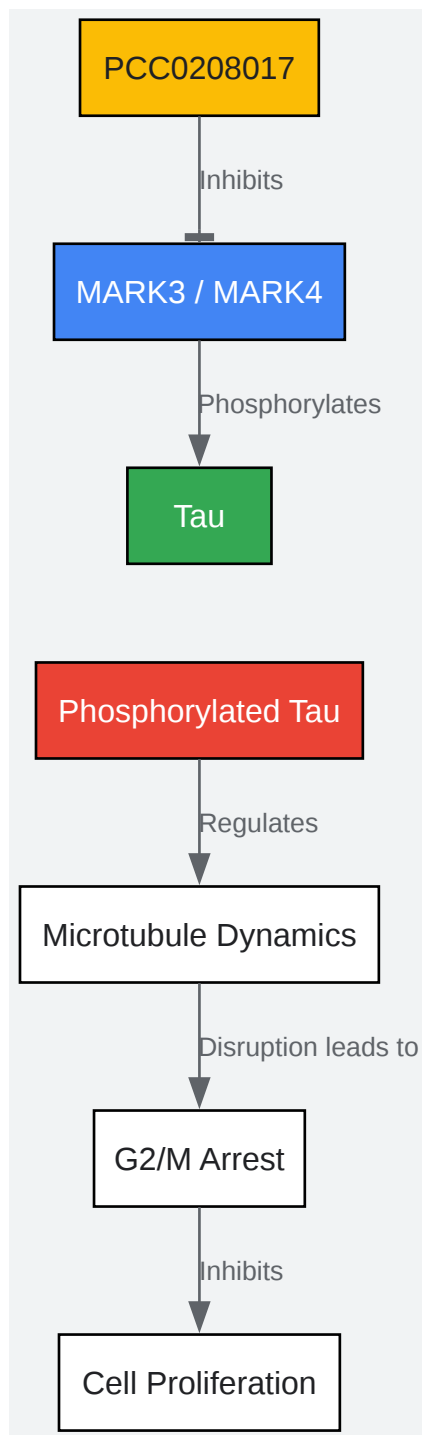 PCC0208017
Inhibits
MARK3 / MARK4
Phosphorylates
Tau
Phosphorylated Tau
Regulates
Microtubule Dynamics
Disruption leads to
G2/M Arrest
Inhibits
Cell Proliferation